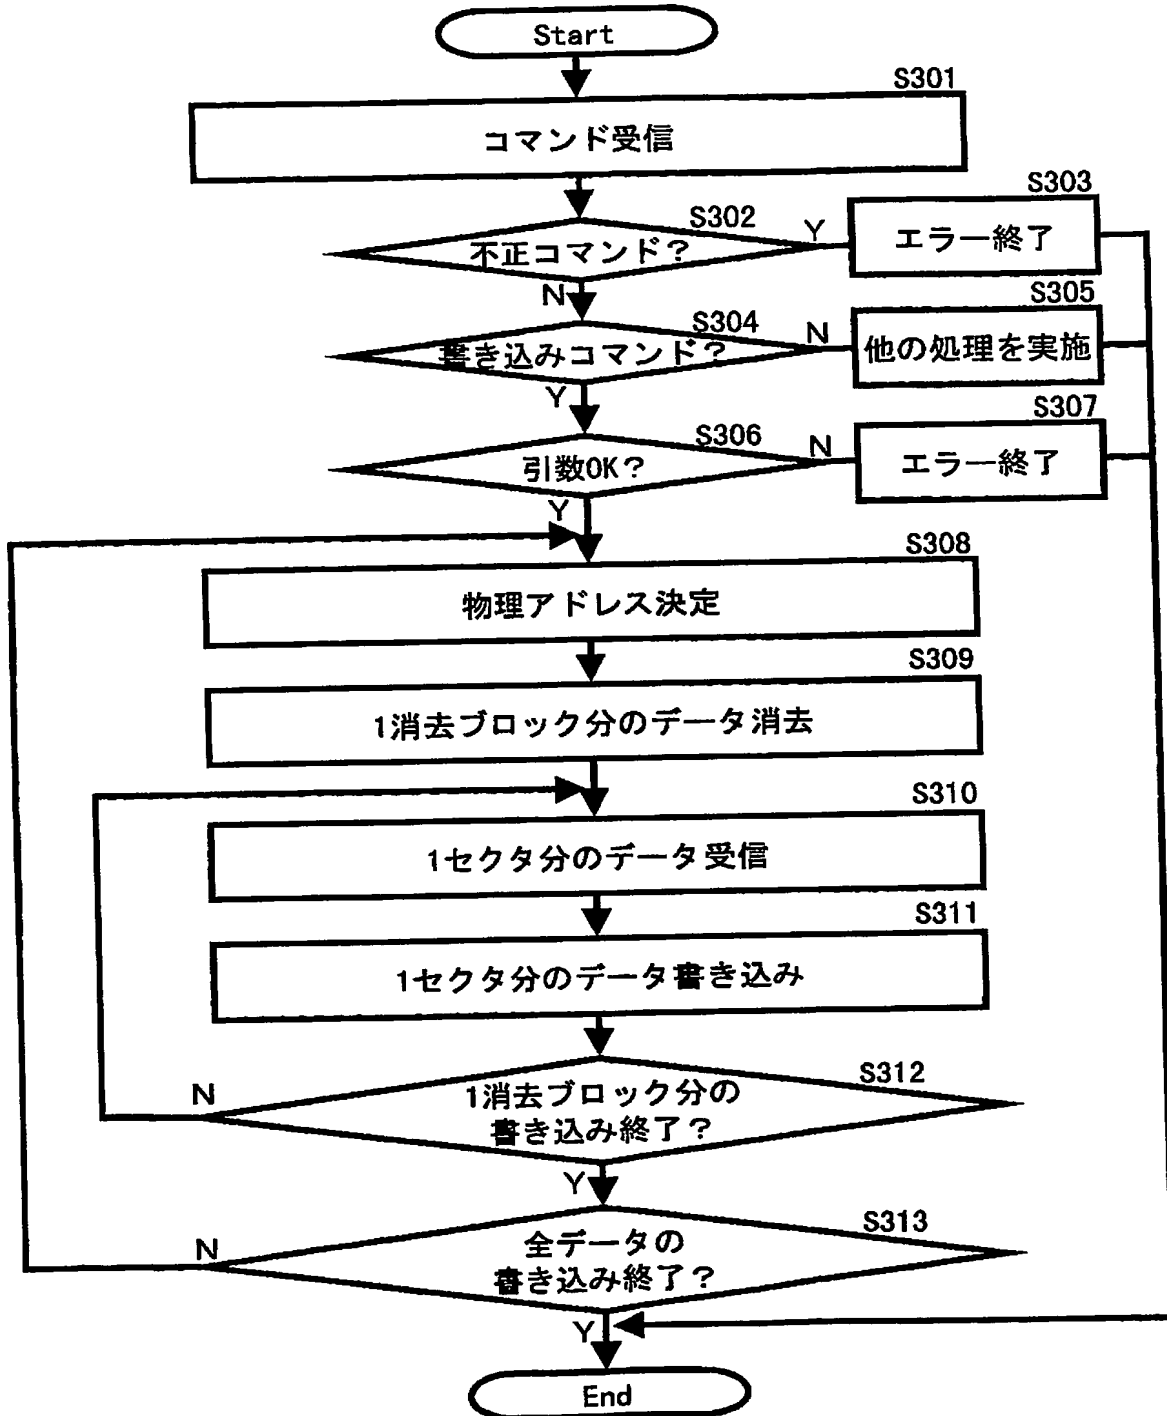 Start
S301
コマンド受信
S302
不正コマンド?
Y
S303
エラー終了
N
S304
書き込みコマンド?
N
S305
他の処理を実施
Y
S306
引数OK?
N
S307
エラー終了
Y
S308
物理アドレス決定
S309
1消去ブロック分のデータ消去
S310
1セクタ分のデータ受信
S311
1セクタ分のデータ書き込み
S312
N
1消去ブロック分の
書き込み終了?
Y
S313
N
全データの
書き込み終了?
Y
End